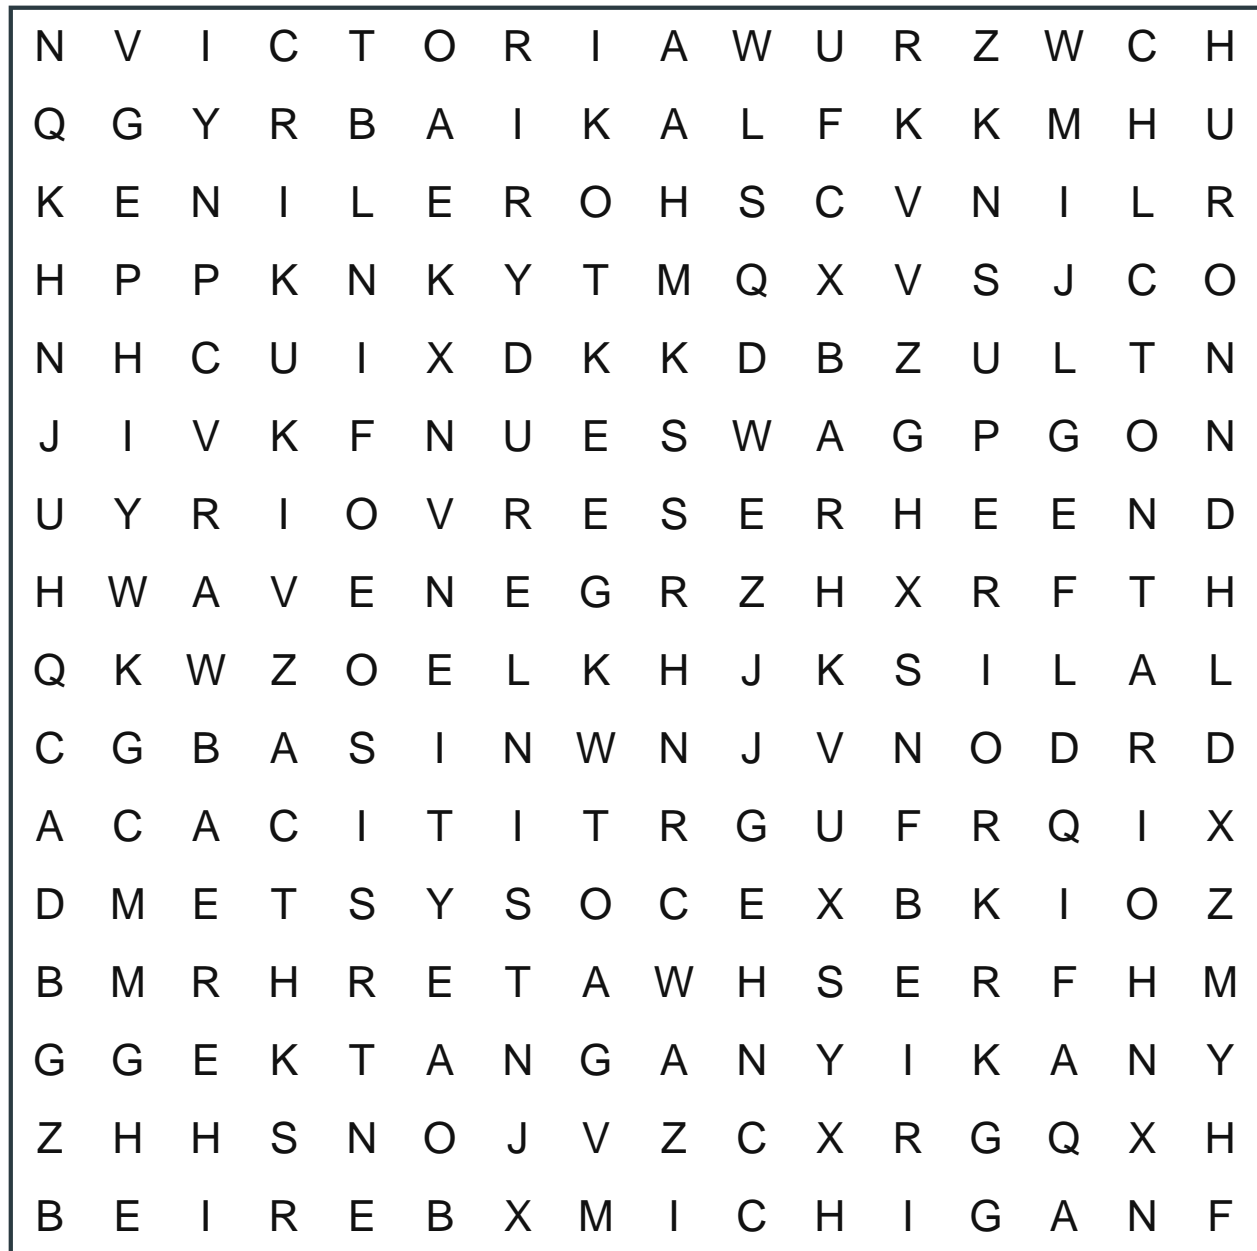 N V I C T O R I A W U R Z W C H
Q G Y R B A I K A L F K K M H U
K E N I L E R O H S C V N I L R
H P P K N K Y T M Q X V S J C O
N H C U I X D K K D B Z U L T N
J I V K F N U E S W A G P G O N
U Y R I O V R E S E R H E E N D
H W A V E N E G R Z H X R F T H
Q K W Z O E L K H J K S I L A L
C G B A S I N W N J V N O D R D
A C A C I T I T R G U F R Q I X
D M E T S Y S O C E X B K I O Z
B M R H R E T A W H S E R F H M
G G E K T A N G A N Y I K A N Y
Z H H S N O J V Z C X R G Q X H
B E I R E B X M I C H I G A N F